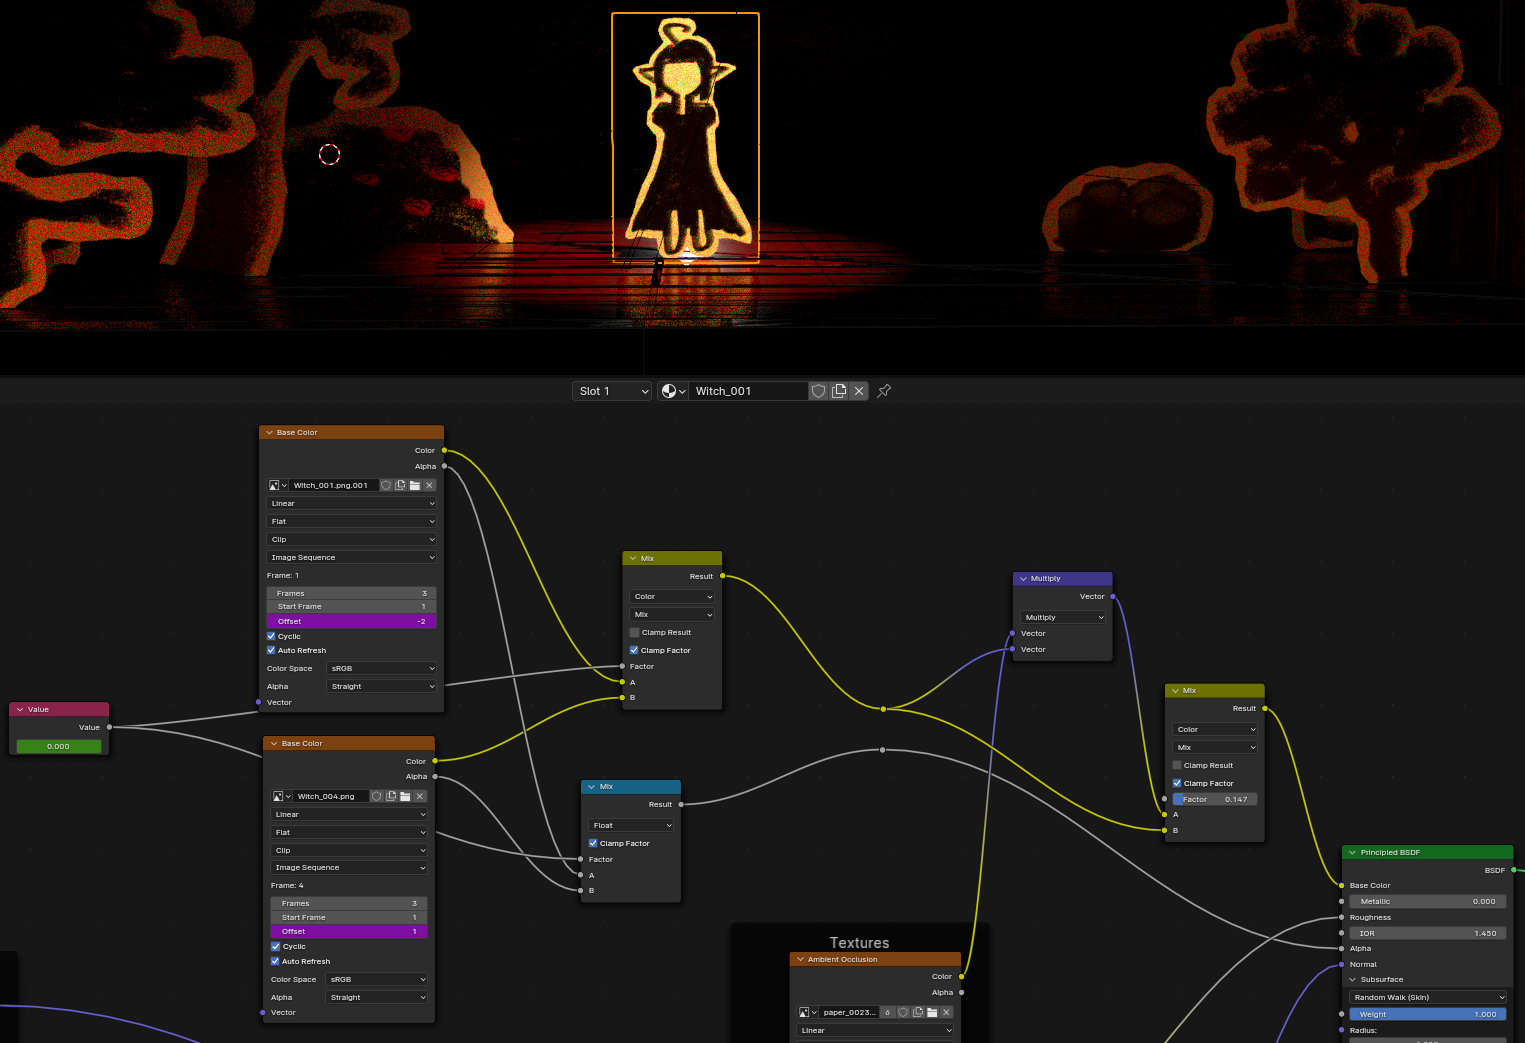 Slot 1
Witch_001
Base Color
Color
Alpha
Witch_001.png.001
Linear
Flat
Clip
Image Sequence
Frame: 1
Frames 3
Start Frame 1
Offset -2
Cyclic
Auto Refresh
Color Space sRGB
Alpha Straight
Vector
Value
Value
0.000
Base Color
Color
Alpha
Witch_004.png
Linear
Flat
Clip
Image Sequence
Frame: 4
Frames 3
Start Frame 1
Offset 1
Cyclic
Auto Refresh
Color Space sRGB
Alpha Straight
Vector
Mix
Result
Color
Mix
Clamp Result
Clamp Factor
Factor
A
B
Mix
Result
Float
Clamp Factor
Factor
A
B
Multiply
Vector
Multiply
Vector
Vector
Mix
Result
Color
Mix
Clamp Result
Clamp Factor
Factor 0.147
A
B
Textures
Ambient Occlusion
Color
Alpha
paper_0023... 6
Linear
Principled BSDF
BSDF
Base Color
Metallic 0.000
Roughness
IOR 1.450
Alpha
Normal
Subsurface
Random Walk (Skin)
Weight 1.000
Radius: